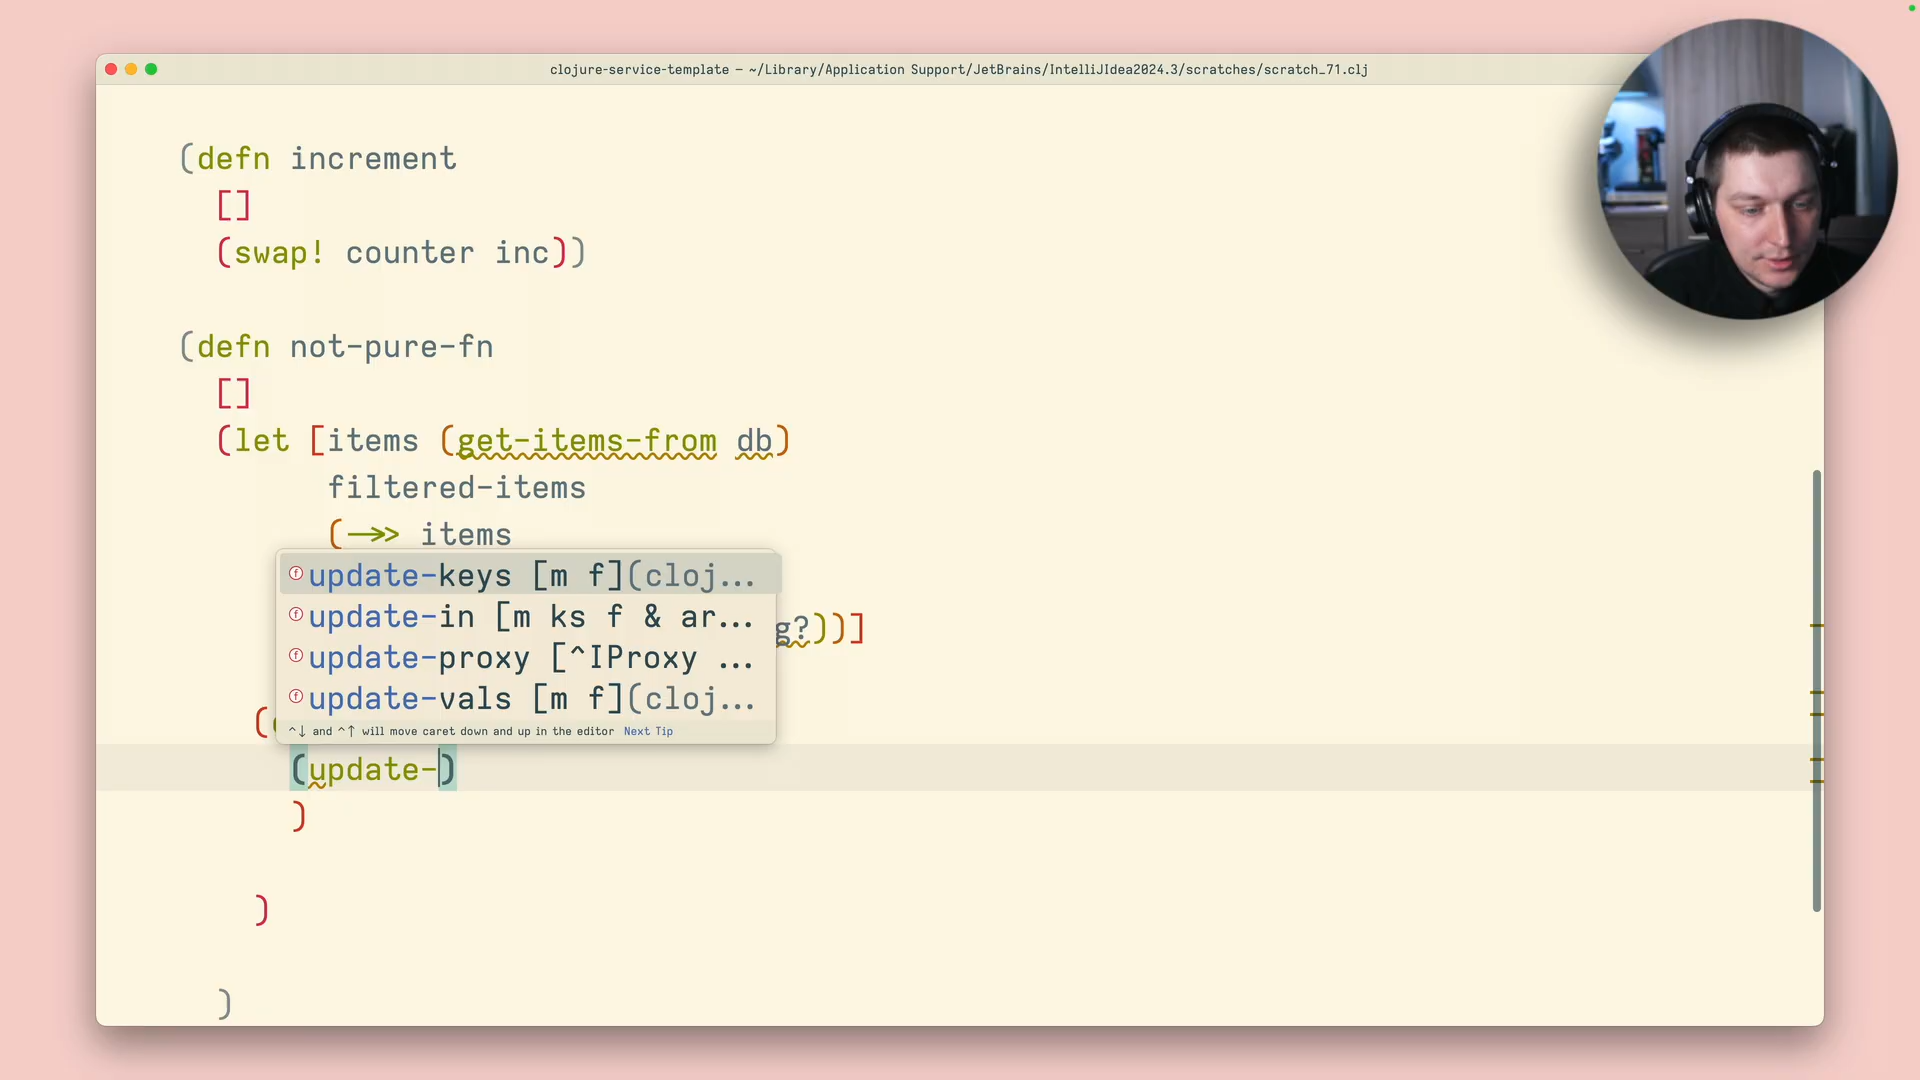 clojure-service-template – ~/Library/Application Support/JetBrains/IntelliJIdea2024.3/scratches/scratch_71.clj
(defn increment
[]
(swap! counter inc))
(defn not-pure-fn
[]
(let [items (get-items-from db)
filtered-items
(->> items
update-keys [m f](cloj...
update-in [m ks f & ar...
g?))]
update-proxy [^IProxy ...
update-vals [m f](cloj...
(
^↓ and ^↑ will move caret down and up in the editor Next Tip
(update-)
)
)
)